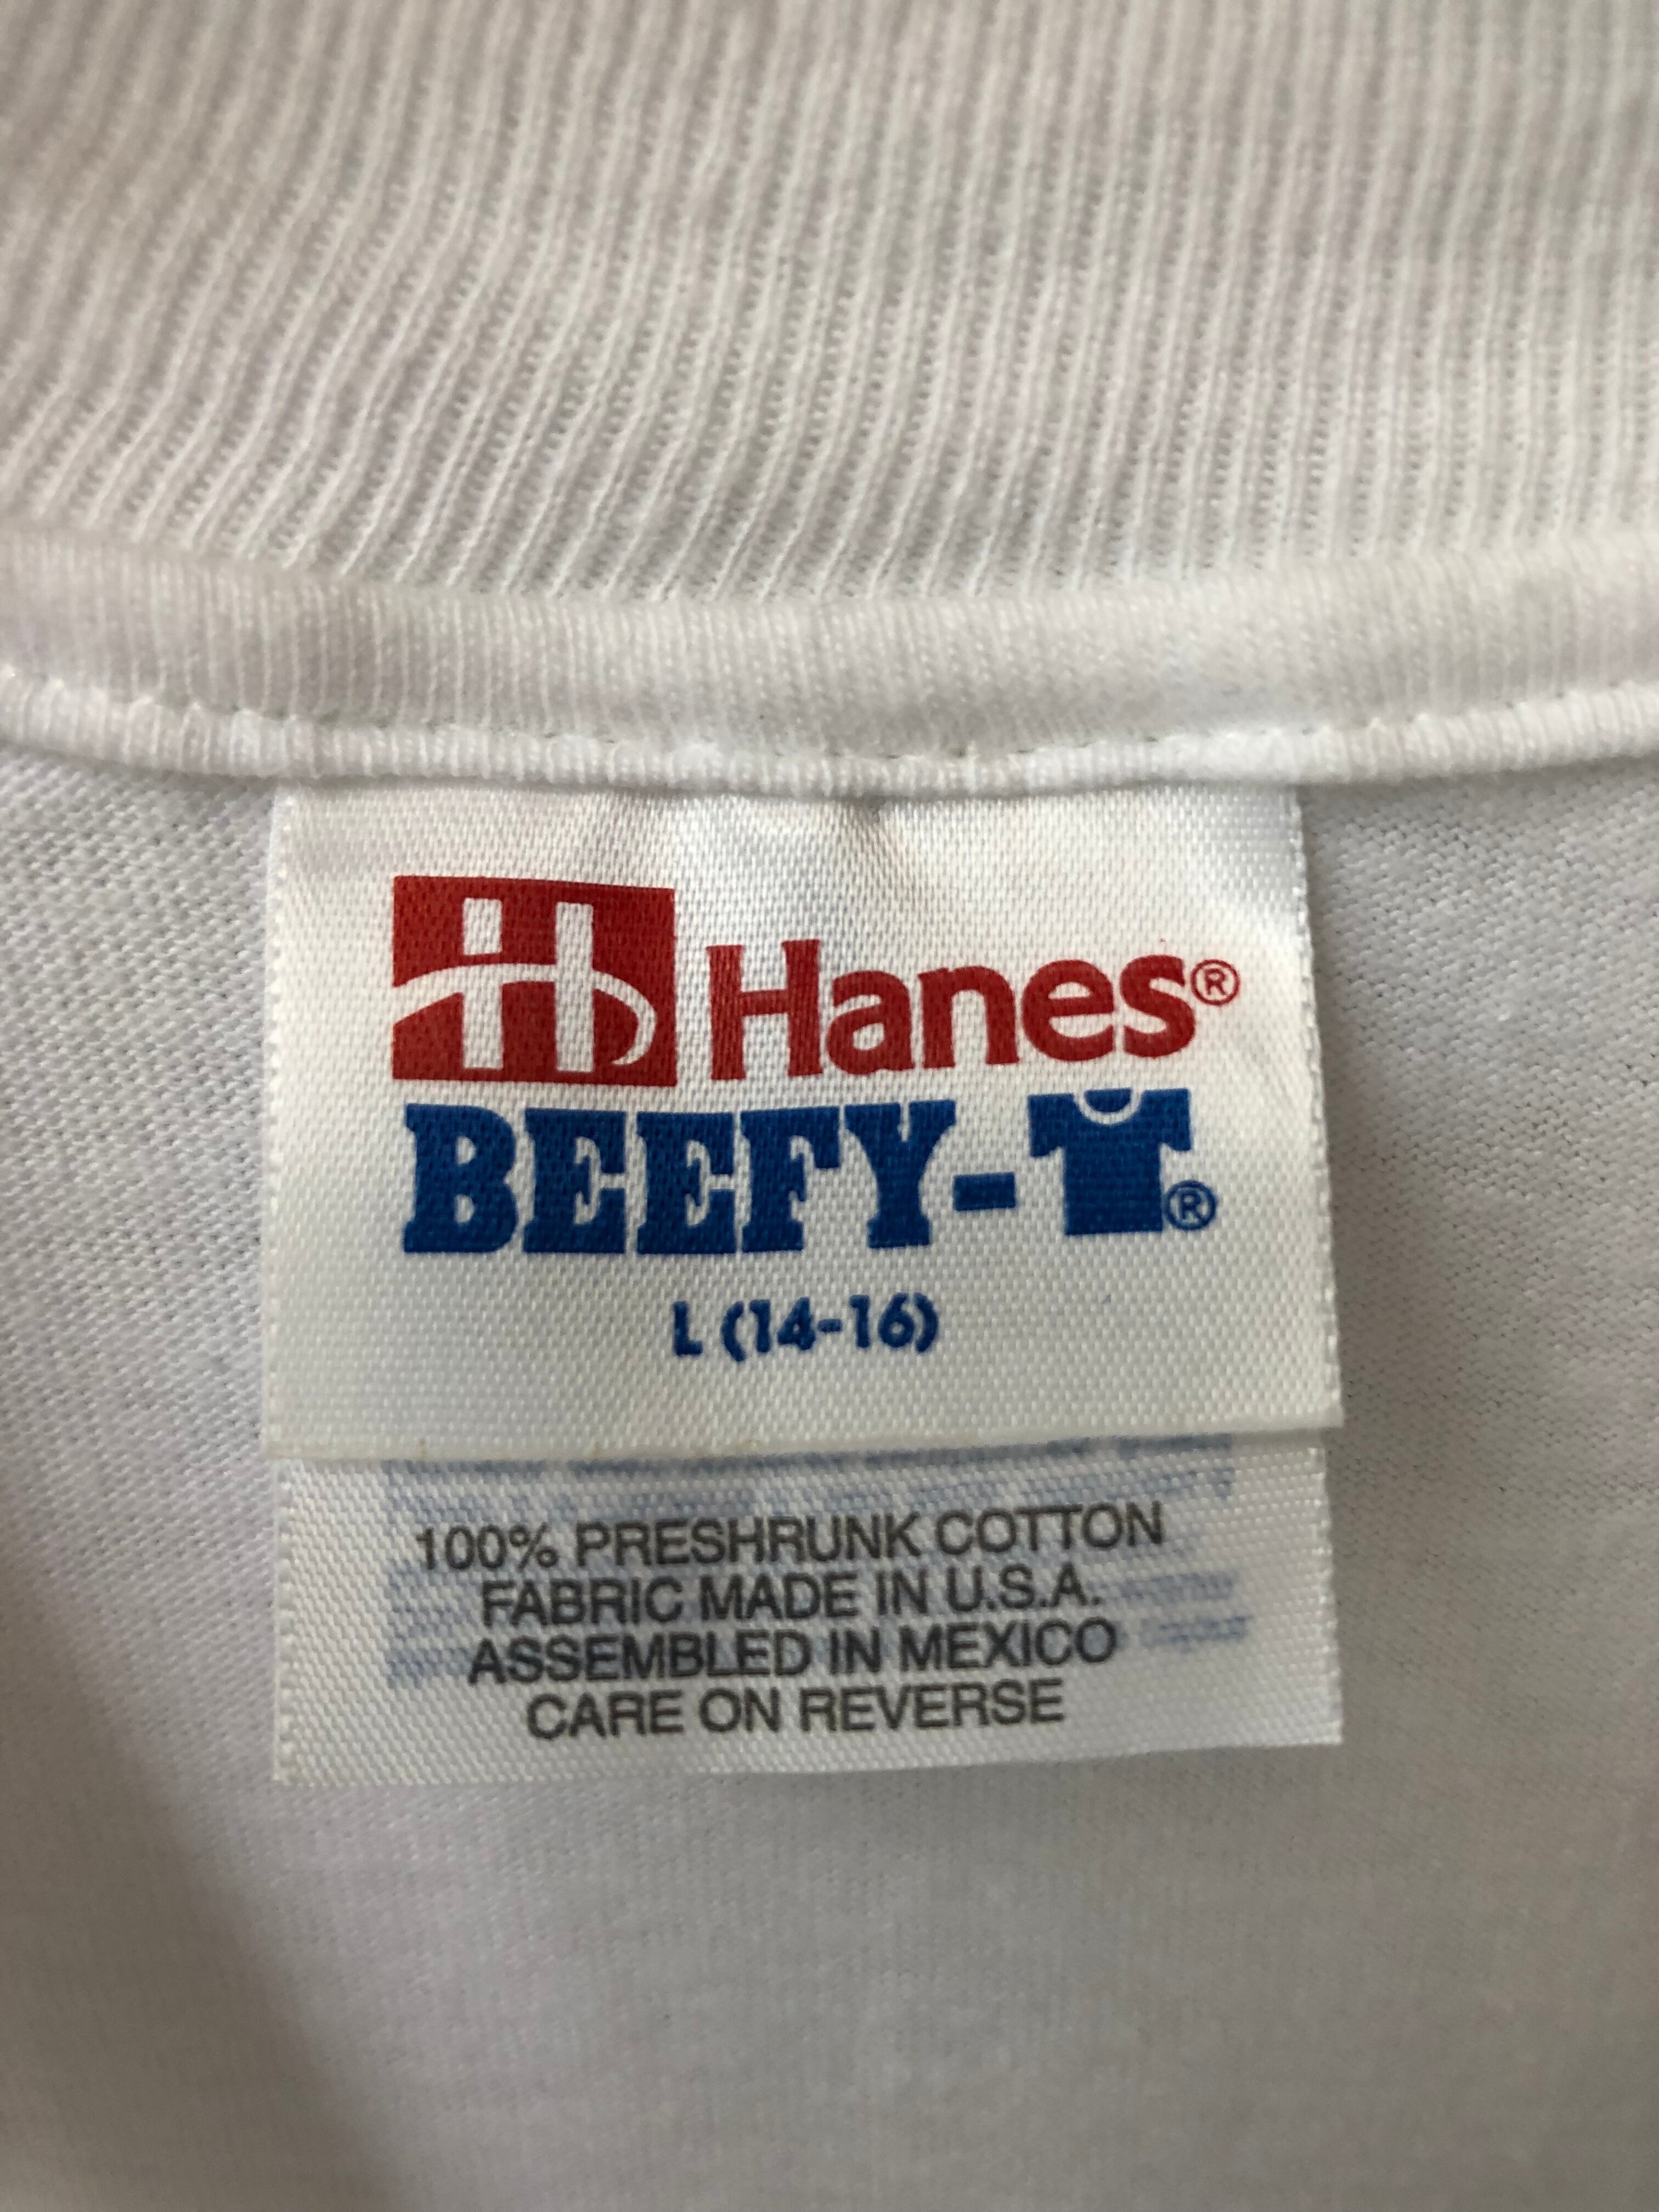 H Hanes®
BEEFY-T®
L (14-16)
100% PRESHRUNK COTTON
FABRIC MADE IN U.S.A.
ASSEMBLED IN MEXICO
CARE ON REVERSE